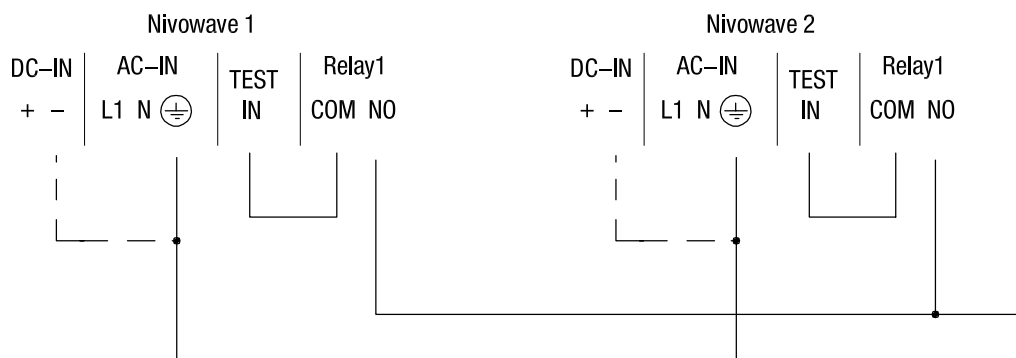 Nivowave 1 Nivowave 2
DC–IN AC–IN TEST Relay1 DC–IN AC–IN TEST Relay1
+ – L1 N IN COM NO + – L1 N IN COM NO